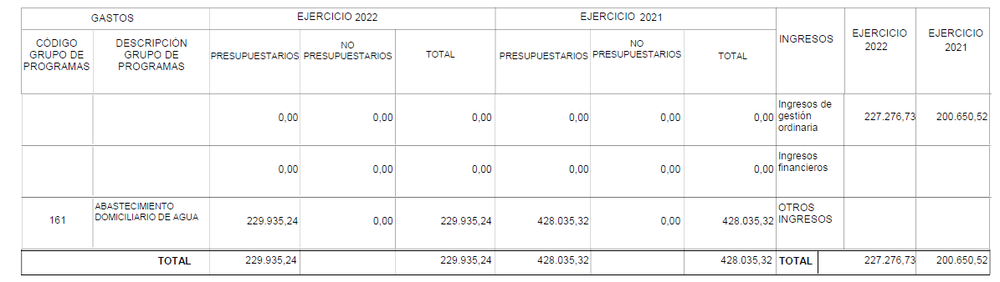 GASTOS EJERCICIO 2022 EJERCICIO 2021 INGRESOS EJERCICIO 2022 EJERCICIO 2021
CÓDIGO GRUPO DE PROGRAMAS DESCRIPCIÓN GRUPO DE PROGRAMAS PRESUPUESTARIOS NO PRESUPUESTARIOS TOTAL PRESUPUESTARIOS NO PRESUPUESTARIOS TOTAL
0,00 0,00 0,00 0,00 0,00 0,00 Ingresos de gestión ordinaria 227.276,73 200.650,52
0,00 0,00 0,00 0,00 0,00 0,00 Ingresos financieros
161 ABASTECIMIENTO DOMICILIARIO DE AGUA 229.935,24 0,00 229.935,24 428.035,32 0,00 428.035,32 OTROS INGRESOS
TOTAL 229.935,24 229.935,24 428.035,32 428.035,32 TOTAL 227.276,73 200.650,52